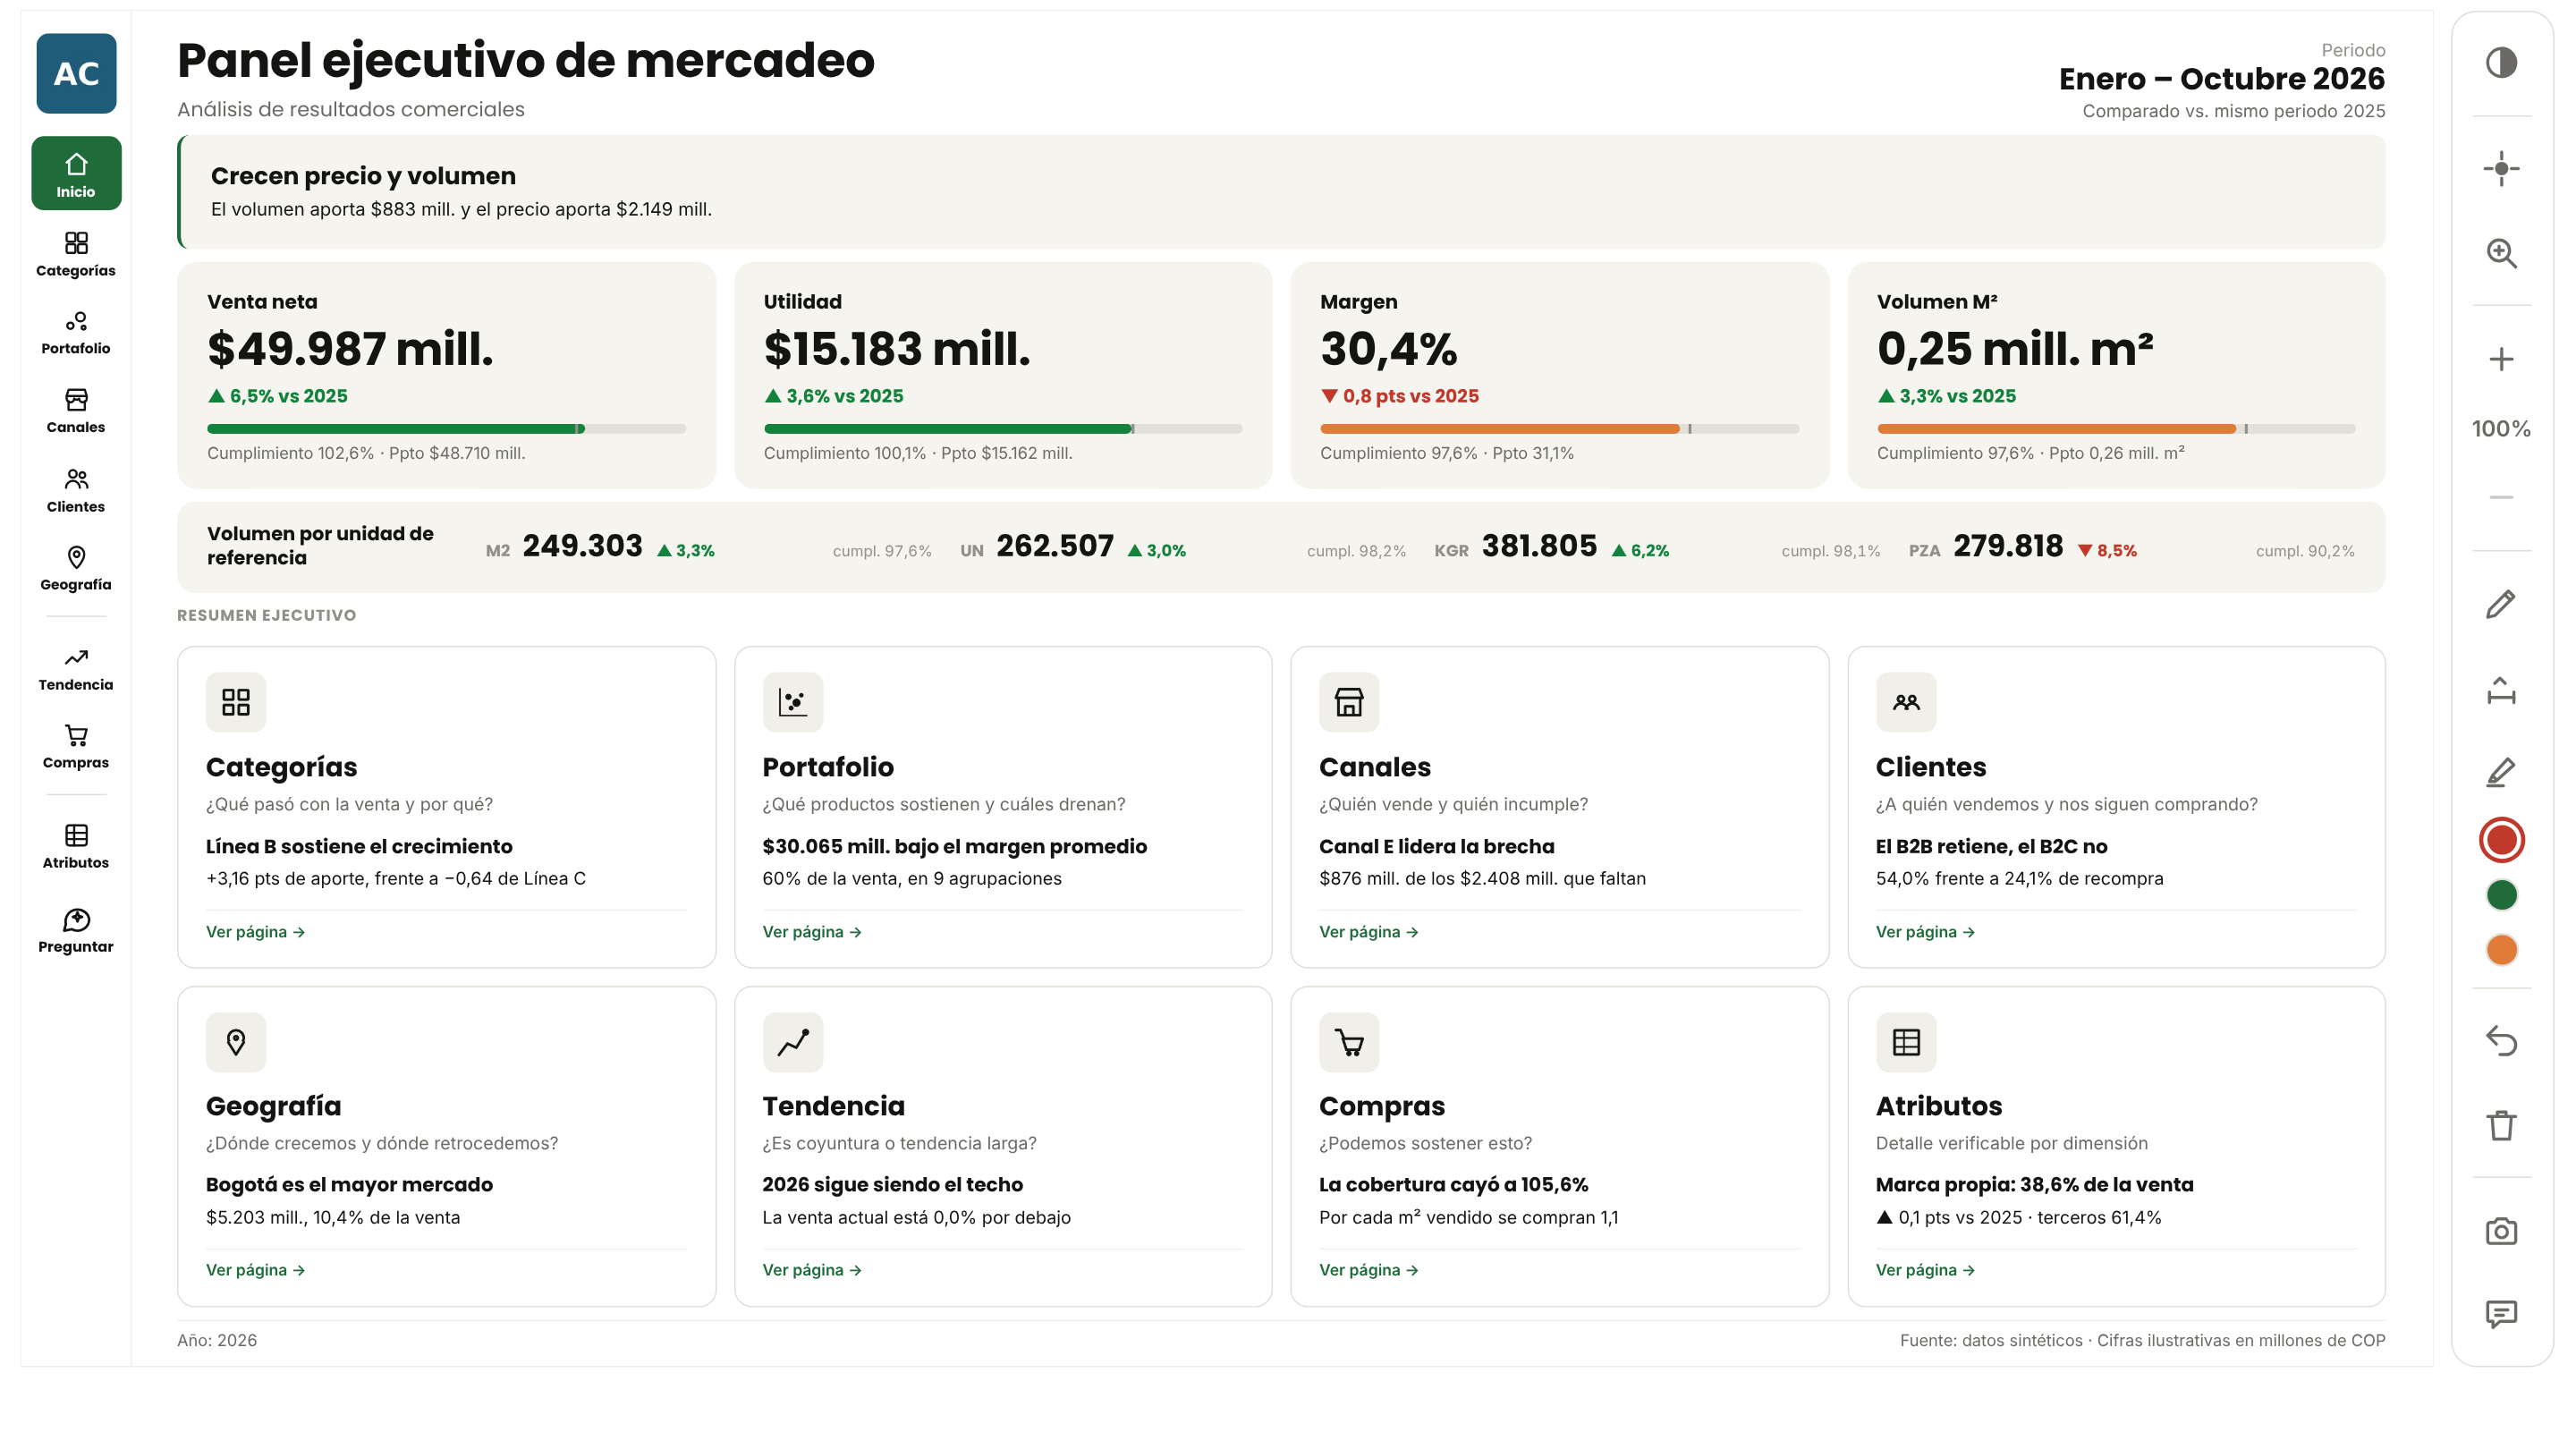 AC
Inicio
Categorías
Portafolio
Canales
Clientes
Geografía
Tendencia
Compras
Atributos
Preguntar
Panel ejecutivo de mercadeo
Análisis de resultados comerciales
Periodo
Enero – Octubre 2026
Comparado vs. mismo periodo 2025
Crecen precio y volumen
El volumen aporta $883 mill. y el precio aporta $2.149 mill.
Venta neta
$49.987 mill.
▲ 6,5% vs 2025
Cumplimiento 102,6% · Ppto $48.710 mill.
Utilidad
$15.183 mill.
▲ 3,6% vs 2025
Cumplimiento 100,1% · Ppto $15.162 mill.
Margen
30,4%
▼ 0,8 pts vs 2025
Cumplimiento 97,6% · Ppto 31,1%
Volumen M²
0,25 mill. m²
▲ 3,3% vs 2025
Cumplimiento 97,6% · Ppto 0,26 mill. m²
Volumen por unidad de
referencia
M2 249.303 ▲ 3,3% cumpl. 97,6%
UN 262.507 ▲ 3,0% cumpl. 98,2%
KGR 381.805 ▲ 6,2% cumpl. 98,1%
PZA 279.818 ▼ 8,5% cumpl. 90,2%
RESUMEN EJECUTIVO
Categorías
¿Qué pasó con la venta y por qué?
Línea B sostiene el crecimiento
+3,16 pts de aporte, frente a −0,64 de Línea C
Ver página →
Portafolio
¿Qué productos sostienen y cuáles drenan?
$30.065 mill. bajo el margen promedio
60% de la venta, en 9 agrupaciones
Ver página →
Canales
¿Quién vende y quién incumple?
Canal E lidera la brecha
$876 mill. de los $2.408 mill. que faltan
Ver página →
Clientes
¿A quién vendemos y nos siguen comprando?
El B2B retiene, el B2C no
54,0% frente a 24,1% de recompra
Ver página →
Geografía
¿Dónde crecemos y dónde retrocedemos?
Bogotá es el mayor mercado
$5.203 mill., 10,4% de la venta
Ver página →
Tendencia
¿Es coyuntura o tendencia larga?
2026 sigue siendo el techo
La venta actual está 0,0% por debajo
Ver página →
Compras
¿Podemos sostener esto?
La cobertura cayó a 105,6%
Por cada m² vendido se compran 1,1
Ver página →
Atributos
Detalle verificable por dimensión
Marca propia: 38,6% de la venta
▲ 0,1 pts vs 2025 · terceros 61,4%
Ver página →
Año: 2026
Fuente: datos sintéticos · Cifras ilustrativas en millones de COP
100%